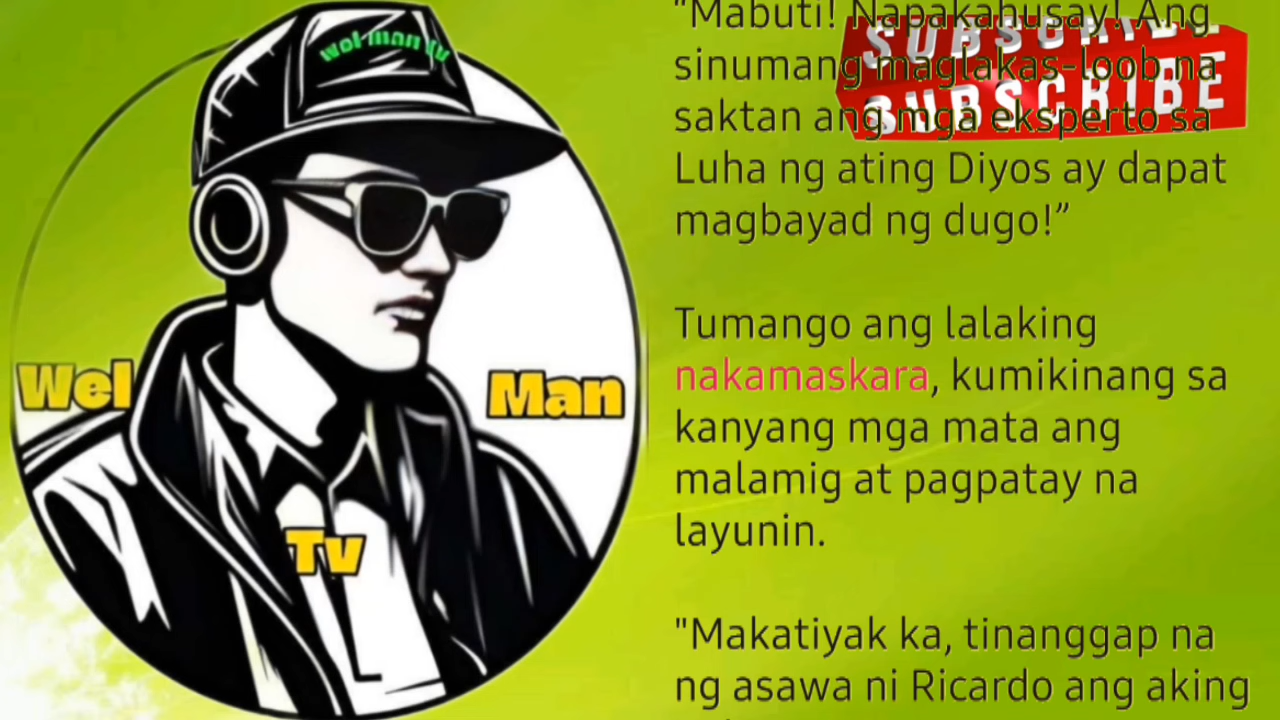 wel man tv
Wel
Man
Tv
SUBSCRIBE
SUBSCRIBE
“Mabuti! Napakahusay! Ang
sinumang maglakas-loob na
saktan ang mga eksperto sa
Luha ng ating Diyos ay dapat
magbayad ng dugo!”
Tumango ang lalaking
nakamaskara, kumikinang sa
kanyang mga mata ang
malamig at pagpatay na
layunin.
"Makatiyak ka, tinanggap na
ng asawa ni Ricardo ang aking